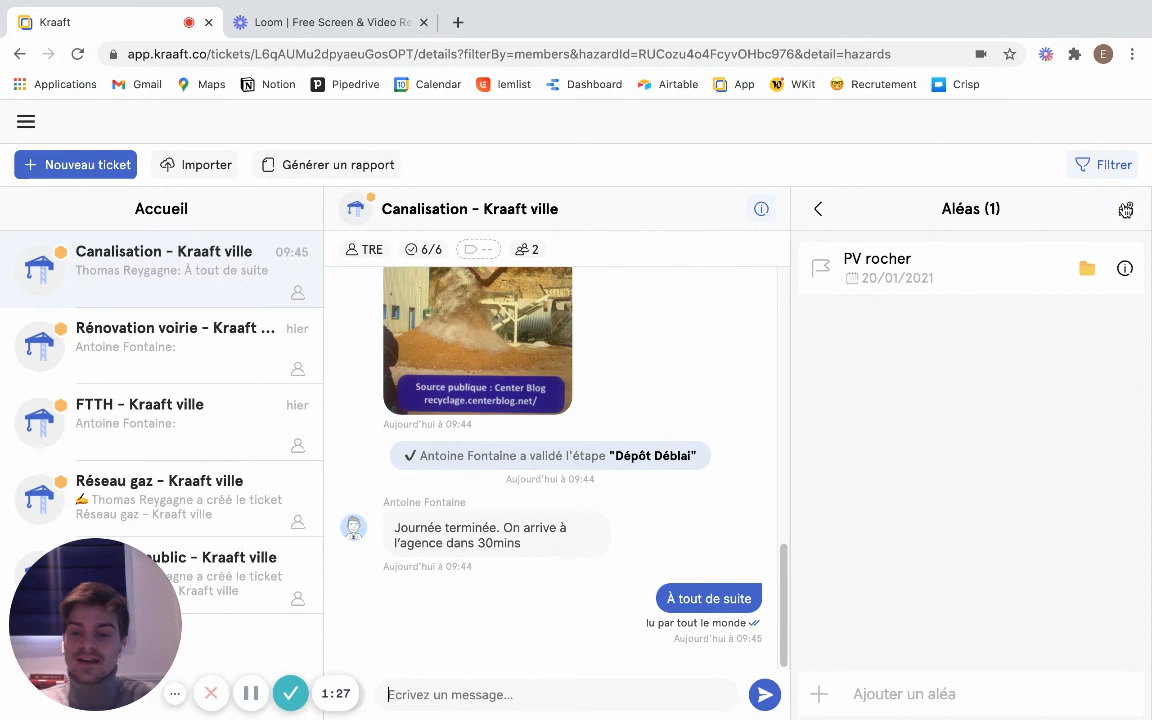 Kraaft
Loom | Free Screen & Video Re
app.kraaft.co/tickets/L6qAUMu2dpyaeuGosOPT/details?filterBy=members&hazardId=RUCozu4o4FcyvOHbc976&detail=hazards
E
Applications
Gmail
Maps
Notion
Pipedrive
Calendar
lemlist
Dashboard
Airtable
App
WKit
Recrutement
Crisp
+ Nouveau ticket
Importer
Générer un rapport
Filtrer
Accueil
Canalisation - Kraaft ville
09:45
Thomas Reygagne: À tout de suite
Rénovation voirie - Kraaft ...
hier
Antoine Fontaine:
FTTH - Kraaft ville
hier
Antoine Fontaine:
Réseau gaz - Kraaft ville
✍ Thomas Reygagne a créé le ticket
Réseau gaz - Kraaft ville
public - Kraaft ville
agne a créé le ticket
Kraaft ville
1:27
Canalisation - Kraaft ville
TRE
6/6
--
2
Source publique : Center Blog
recyclage.centerblog.net/
Aujourd'hui à 09:44
✔ Antoine Fontaine a validé l'étape "Dépôt Déblai"
Aujourd'hui à 09:44
Antoine Fontaine
Journée terminée. On arrive à
l'agence dans 30mins
Aujourd'hui à 09:44
À tout de suite
lu par tout le monde
Aujourd'hui à 09:45
Ecrivez un message...
Aléas (1)
PV rocher
20/01/2021
Ajouter un aléa